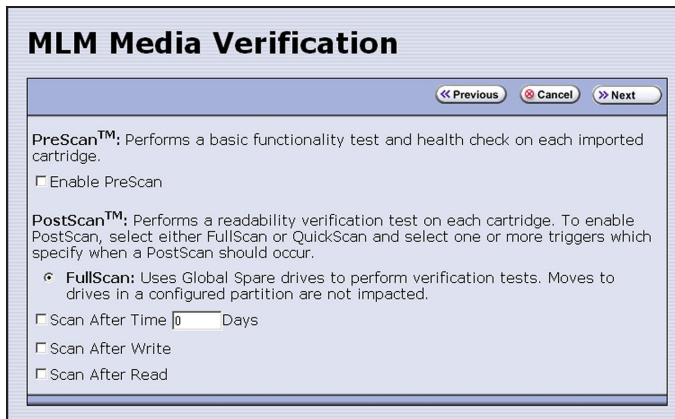 MLM Media Verification
Previous Cancel Next
PreScan™: Performs a basic functionality test and health check on each imported
cartridge.
Enable PreScan
PostScan™: Performs a readability verification test on each cartridge. To enable
PostScan, select either FullScan or QuickScan and select one or more triggers which
specify when a PostScan should occur.
FullScan: Uses Global Spare drives to perform verification tests. Moves to
drives in a configured partition are not impacted.
Scan After Time 0 Days
Scan After Write
Scan After Read